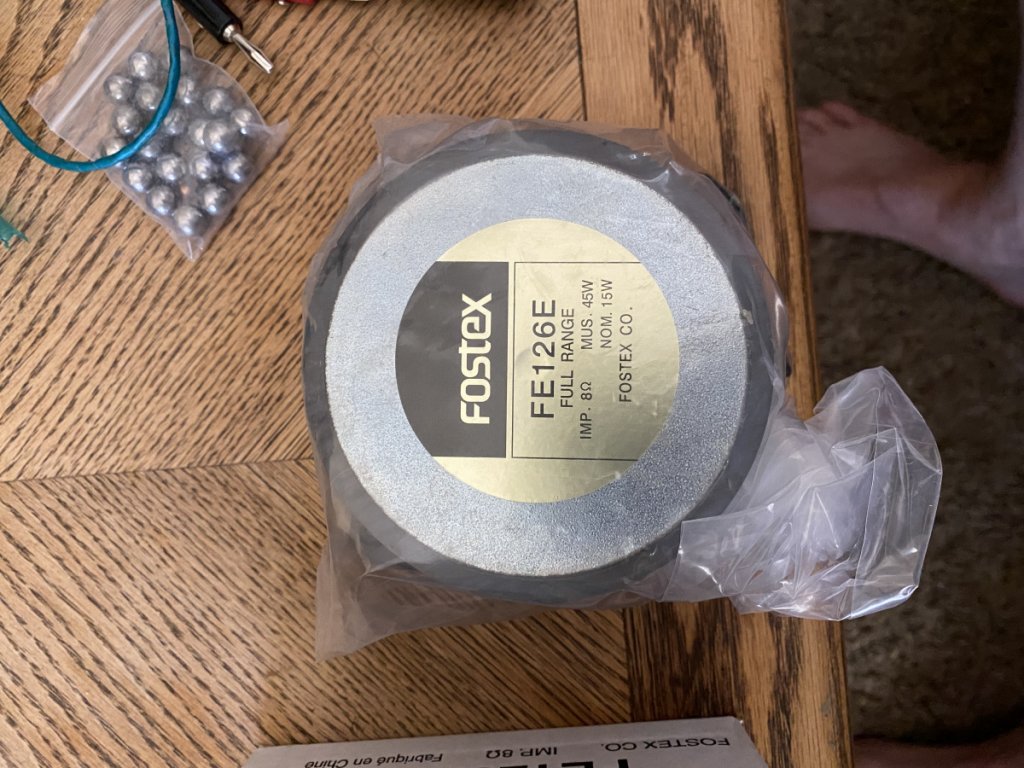 FOSTEX
FE126E
FULL RANGE
IMP. 8Ω MUS. 45W
NOM. 15W
FOSTEX CO.
FOSTEX CO.
IMP. 8Ω Fabriqué en Chine